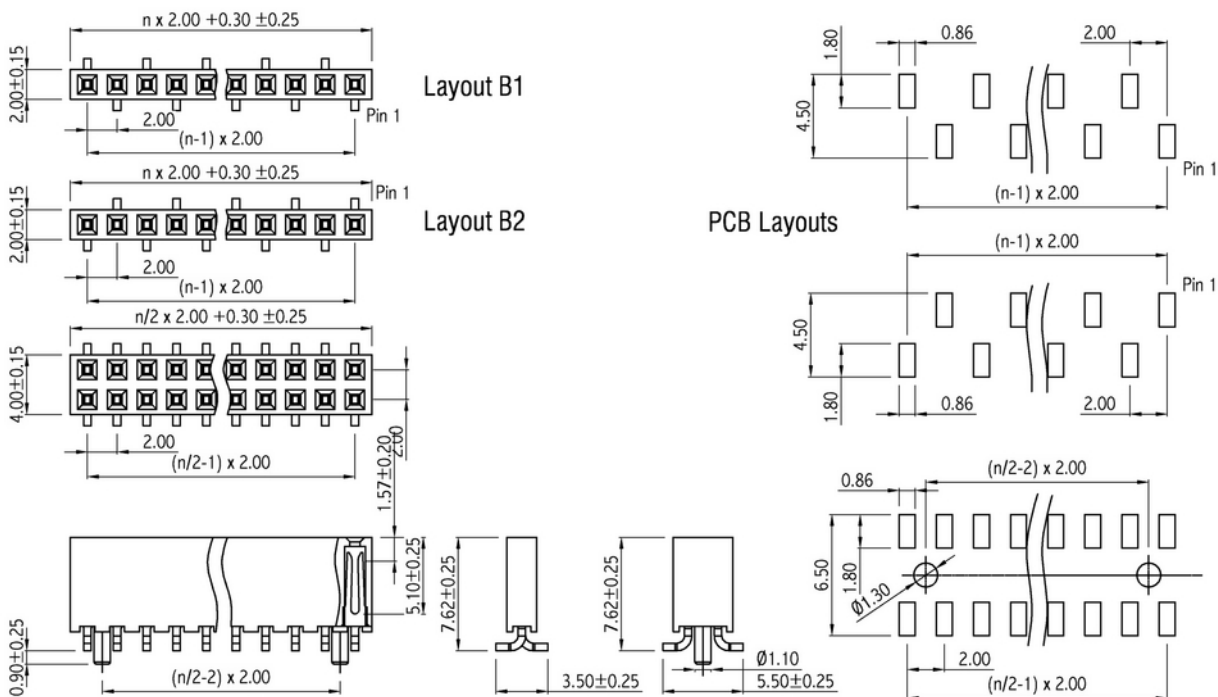 n x 2.00 +0.30 ±0.25
2.00±0.15
Layout B1
Pin 1
2.00
(n-1) x 2.00
n x 2.00 +0.30 ±0.25
Pin 1
2.00±0.15
Layout B2
2.00
(n-1) x 2.00
n/2 x 2.00 +0.30 ±0.25
4.00±0.15
2.00
2.00
(n/2-1) x 2.00
1.57±0.20
5.10±0.25
0.90±0.25
(n/2-2) x 2.00
7.62±0.25
3.50±0.25
7.62±0.25
Ø1.10
5.50±0.25
PCB Layouts
1.80
0.86
2.00
4.50
Pin 1
(n-1) x 2.00
(n-1) x 2.00
Pin 1
4.50
1.80
0.86
2.00
(n/2-2) x 2.00
0.86
6.50
1.80
Ø1.30
2.00
(n/2-1) x 2.00